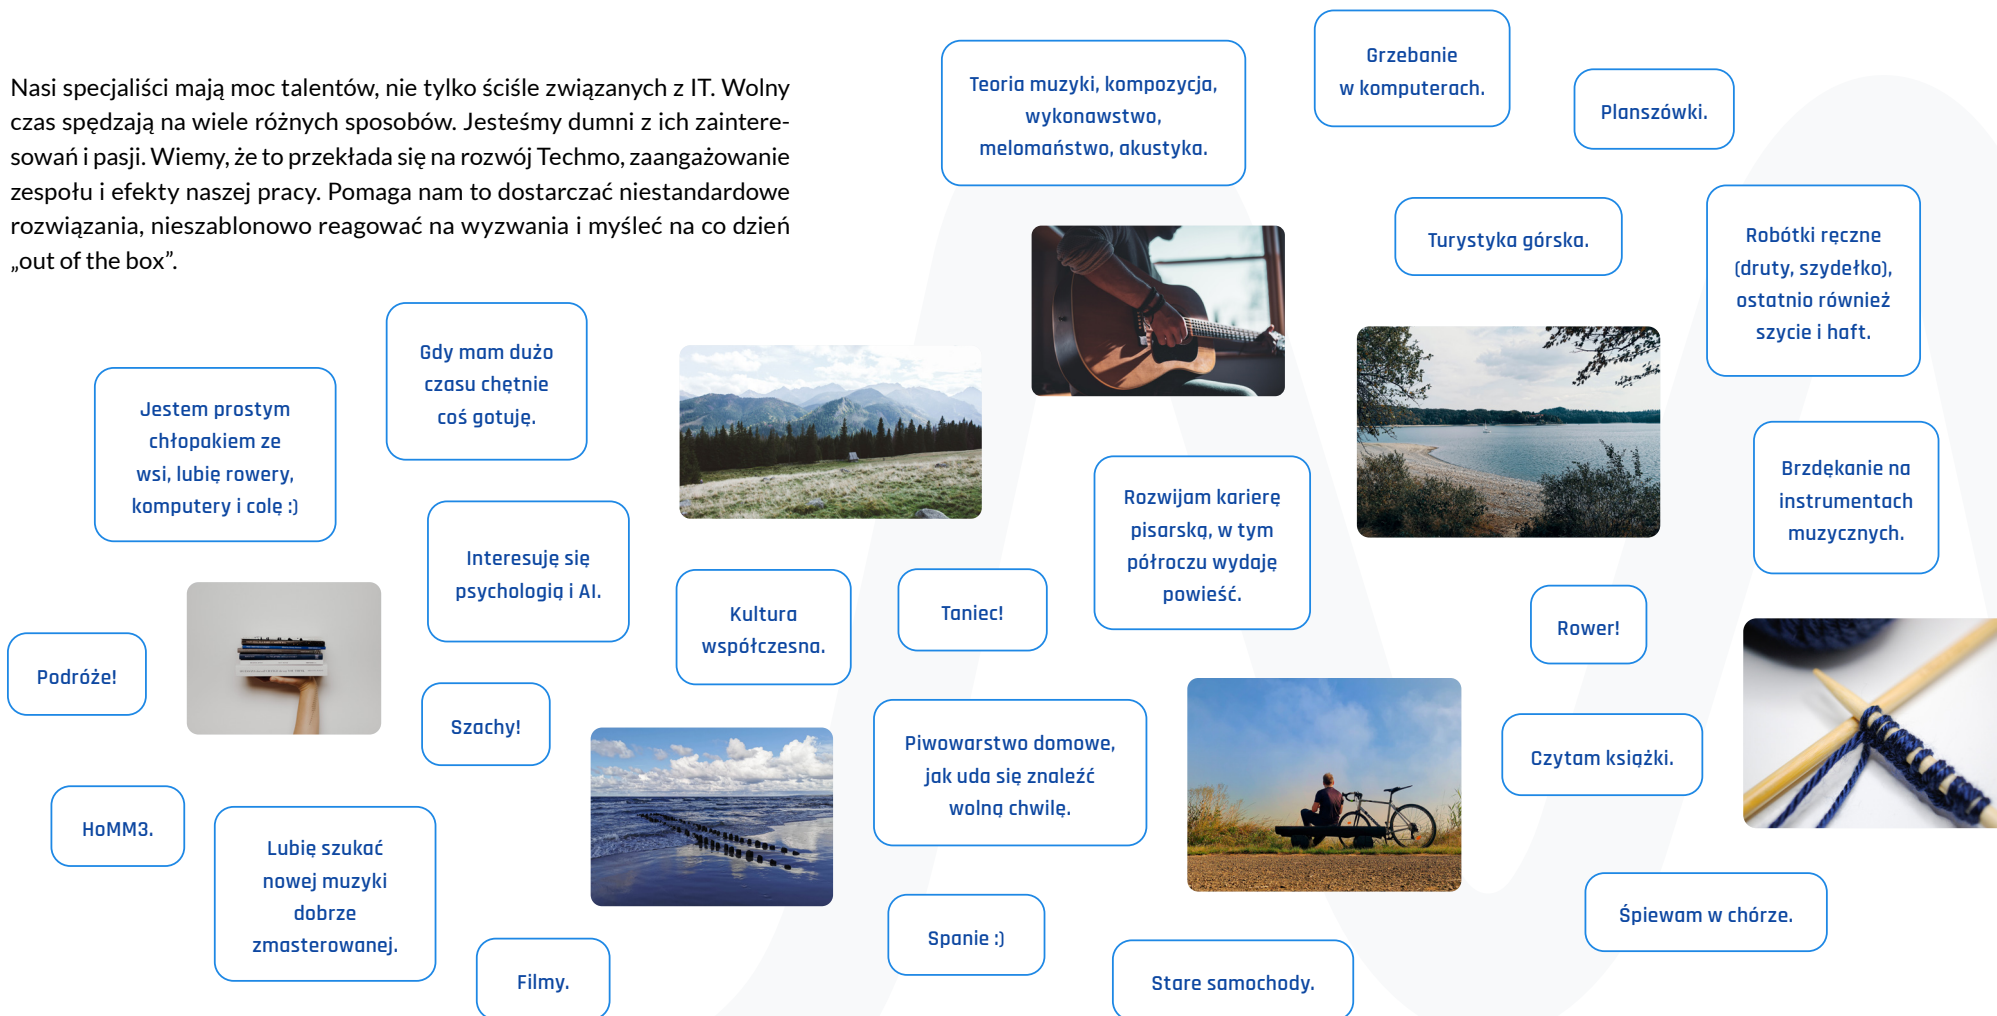 Nasi specjaliści mają moc talentów, nie tylko ściśle związanych z IT. Wolny
czas spędzają na wiele różnych sposobów. Jesteśmy dumni z ich zaintere-
sowań i pasji. Wiemy, że to przekłada się na rozwój Techmo, zaangażowanie
zespołu i efekty naszej pracy. Pomaga nam to dostarczać niestandardowe
rozwiązania, nieszablonowo reagować na wyzwania i myśleć na co dzień
„out of the box”.
Teoria muzyki, kompozycja,
wykonawstwo,
melomaństwo, akustyka.
Grzebanie
w komputerach.
Planszówki.
Turystyka górska.
Robótki ręczne
(druty, szydełko),
ostatnio również
szycie i haft.
Gdy mam dużo
czasu chętnie
coś gotuję.
Jestem prostym
chłopakiem ze
wsi, lubię rowery,
komputery i colę :)
Interesuję się
psychologią i AI.
Rozwijam karierę
pisarską, w tym
półroczu wydaję
powieść.
Brzdękanie na
instrumentach
muzycznych.
Kultura
współczesna.
Taniec!
Rower!
Podróże!
Szachy!
Piwowarstwo domowe,
jak uda się znaleźć
wolną chwilę.
Czytam książki.
HoMM3.
Lubię szukać
nowej muzyki
dobrze
zmasterowanej.
Filmy.
Spanie :)
Stare samochody.
Śpiewam w chórze.